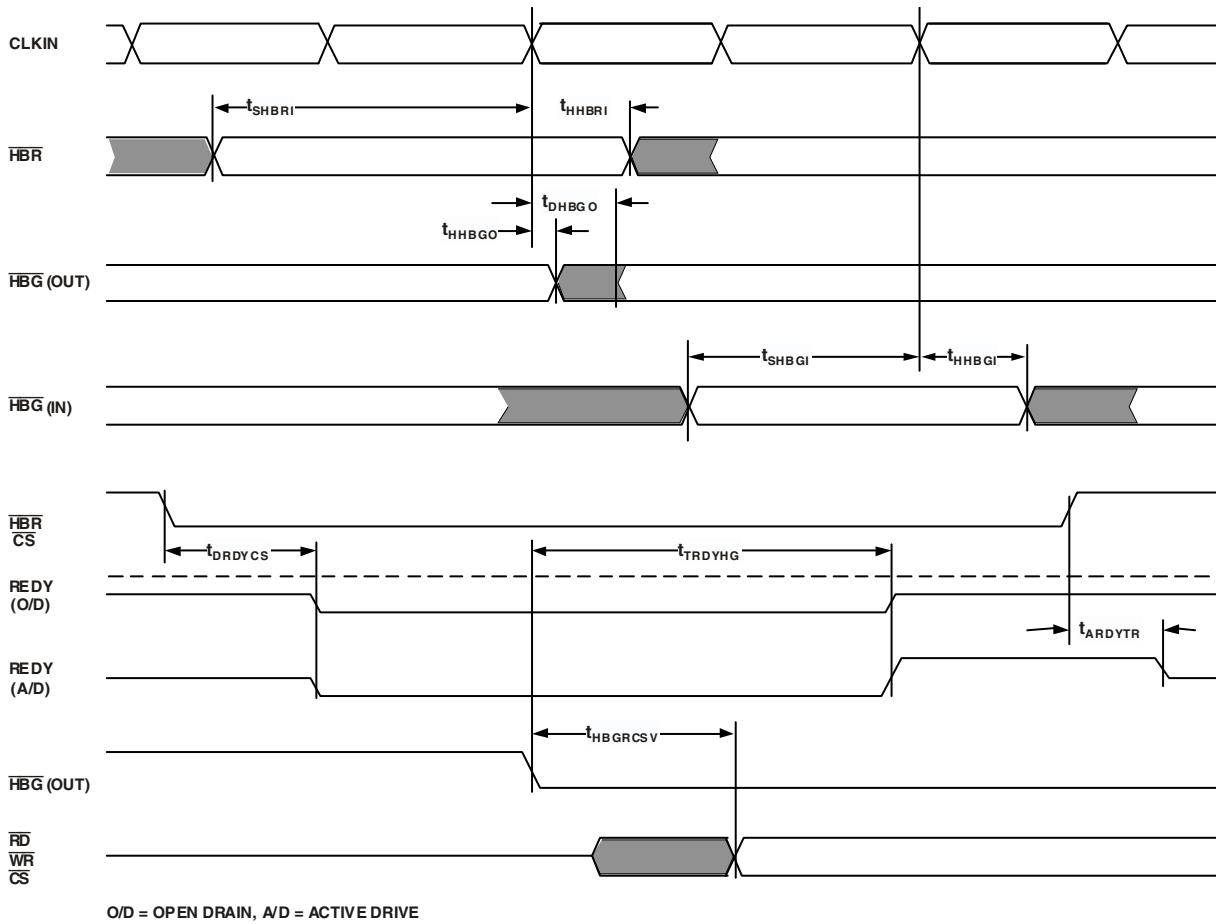 CLKIN
tSHBRI
tHHBRI
HBR
tDHBGO
tHHBGO
HBG (OUT)
tSHBGI
tHHBGI
HBG (IN)
HBR
CS
tDRDYCS
tTRDYHG
REDY
(O/D)
tARDYTR
REDY
(A/D)
tHBGRCSV
HBG (OUT)
RD
WR
CS
O/D = OPEN DRAIN, A/D = ACTIVE DRIVE